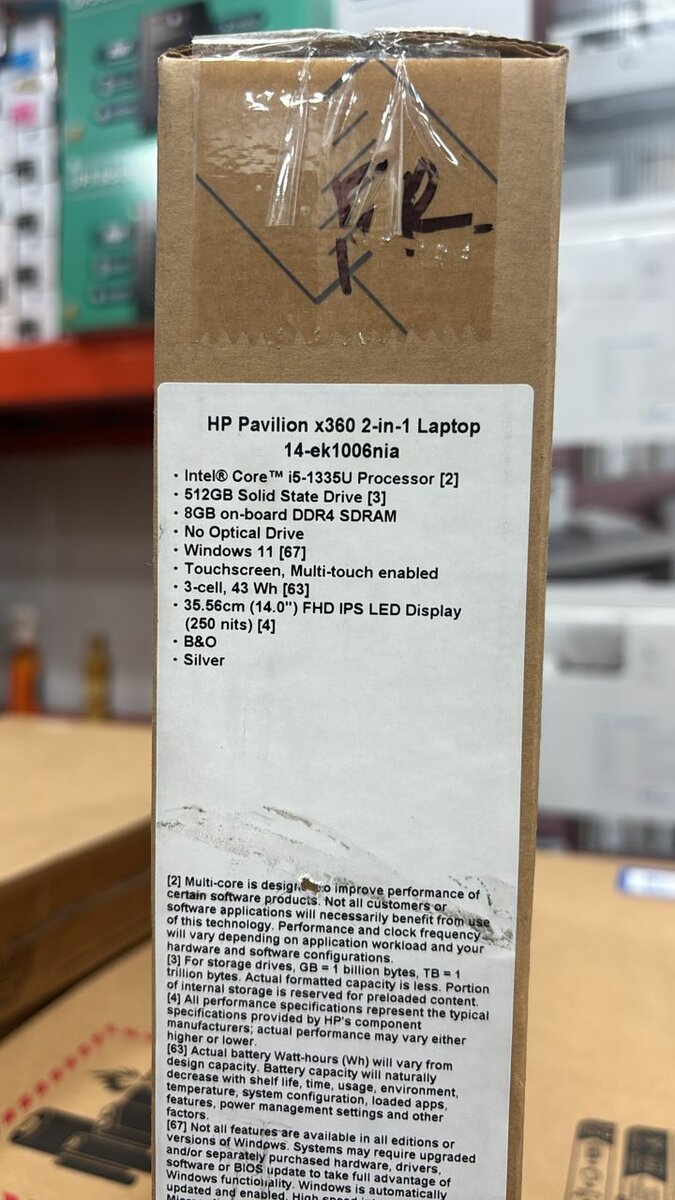 HP Pavilion x360 2-in-1 Laptop
14-ek1006nia
· Intel® Core™ i5-1335U Processor [2]
· 512GB Solid State Drive [3]
· 8GB on-board DDR4 SDRAM
· No Optical Drive
· Windows 11 [67]
· Touchscreen, Multi-touch enabled
· 3-cell, 43 Wh [63]
· 35.56cm (14.0") FHD IPS LED Display
(250 nits) [4]
· B&O
· Silver
[2] Multi-core is to improve performance of
certain software products. Not all customers or
software applications will necessarily benefit from use
of this technology. Performance and clock frequency
will vary depending on application workload and your
hardware and software configurations.
[3] For storage drives, GB = 1 billion bytes, TB = 1
trillion bytes. Actual formatted capacity is less. Portion
of internal storage is reserved for preloaded content.
[4] All performance specifications represent the typical
specifications provided by HP's component
manufacturers; actual performance may vary either
higher or lower.
[63] Actual battery Watt-hours (Wh) will vary from
design capacity. Battery capacity will naturally
decrease with shelf life, time, usage, environment,
temperature, system configuration, loaded apps,
features, power management settings and other
factors.
[67] Not all features are available in all editions or
versions of Windows. Systems may require upgraded
and/or separately purchased hardware, drivers,
software or BIOS update to take full advantage of
Windows functionality. Windows is automatically
updated and enabled. High